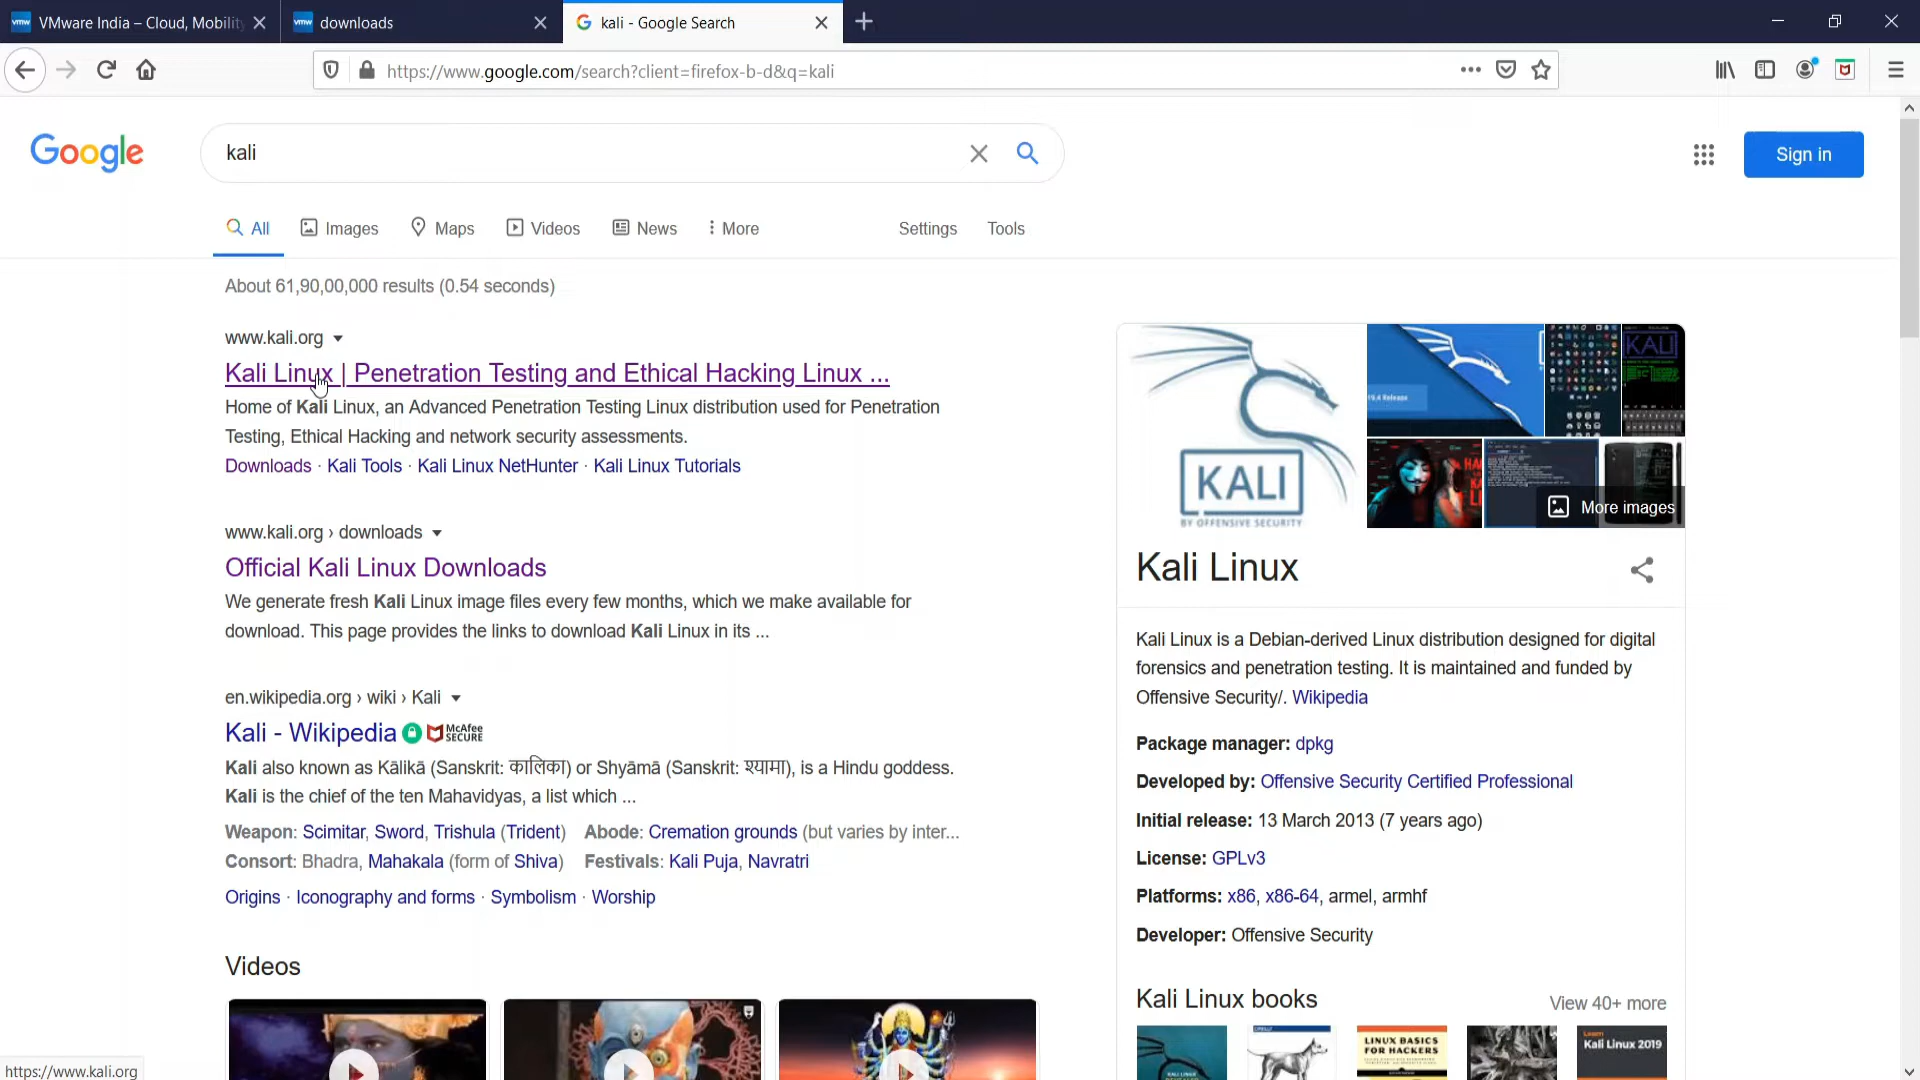 VMware India – Cloud, Mobility
downloads
kali - Google Search
https://www.google.com/search?client=firefox-b-d&q=kali
Google
kali
Sign in
All
Images
Maps
Videos
News
More
Settings
Tools
About 61,90,00,000 results (0.54 seconds)
www.kali.org
Kali Linux | Penetration Testing and Ethical Hacking Linux ...
Home of Kali Linux, an Advanced Penetration Testing Linux distribution used for Penetration
Testing, Ethical Hacking and network security assessments.
Downloads · Kali Tools · Kali Linux NetHunter · Kali Linux Tutorials
www.kali.org › downloads
Official Kali Linux Downloads
We generate fresh Kali Linux image files every few months, which we make available for
download. This page provides the links to download Kali Linux in its ...
en.wikipedia.org › wiki › Kali
Kali - Wikipedia
McAfee
SECURE
Kali also known as Kālikā (Sanskrit: कालिका) or Shyāmā (Sanskrit: श्यामा), is a Hindu goddess.
Kali is the chief of the ten Mahavidyas, a list which ...
Weapon: Scimitar, Sword, Trishula (Trident)
Abode: Cremation grounds (but varies by inter...
Consort: Bhadra, Mahakala (form of Shiva)
Festivals: Kali Puja, Navratri
Origins · Iconography and forms · Symbolism · Worship
Videos
KALI
BY OFFENSIVE SECURITY
19.4 Release
KALI
More images
Kali Linux
Kali Linux is a Debian-derived Linux distribution designed for digital
forensics and penetration testing. It is maintained and funded by
Offensive Security/. Wikipedia
Package manager: dpkg
Developed by: Offensive Security Certified Professional
Initial release: 13 March 2013 (7 years ago)
License: GPLv3
Platforms: x86, x86-64, armel, armhf
Developer: Offensive Security
Kali Linux books
View 40+ more
LINUX BASICS
FOR HACKERS
Learn
Kali Linux 2019
https://www.kali.org